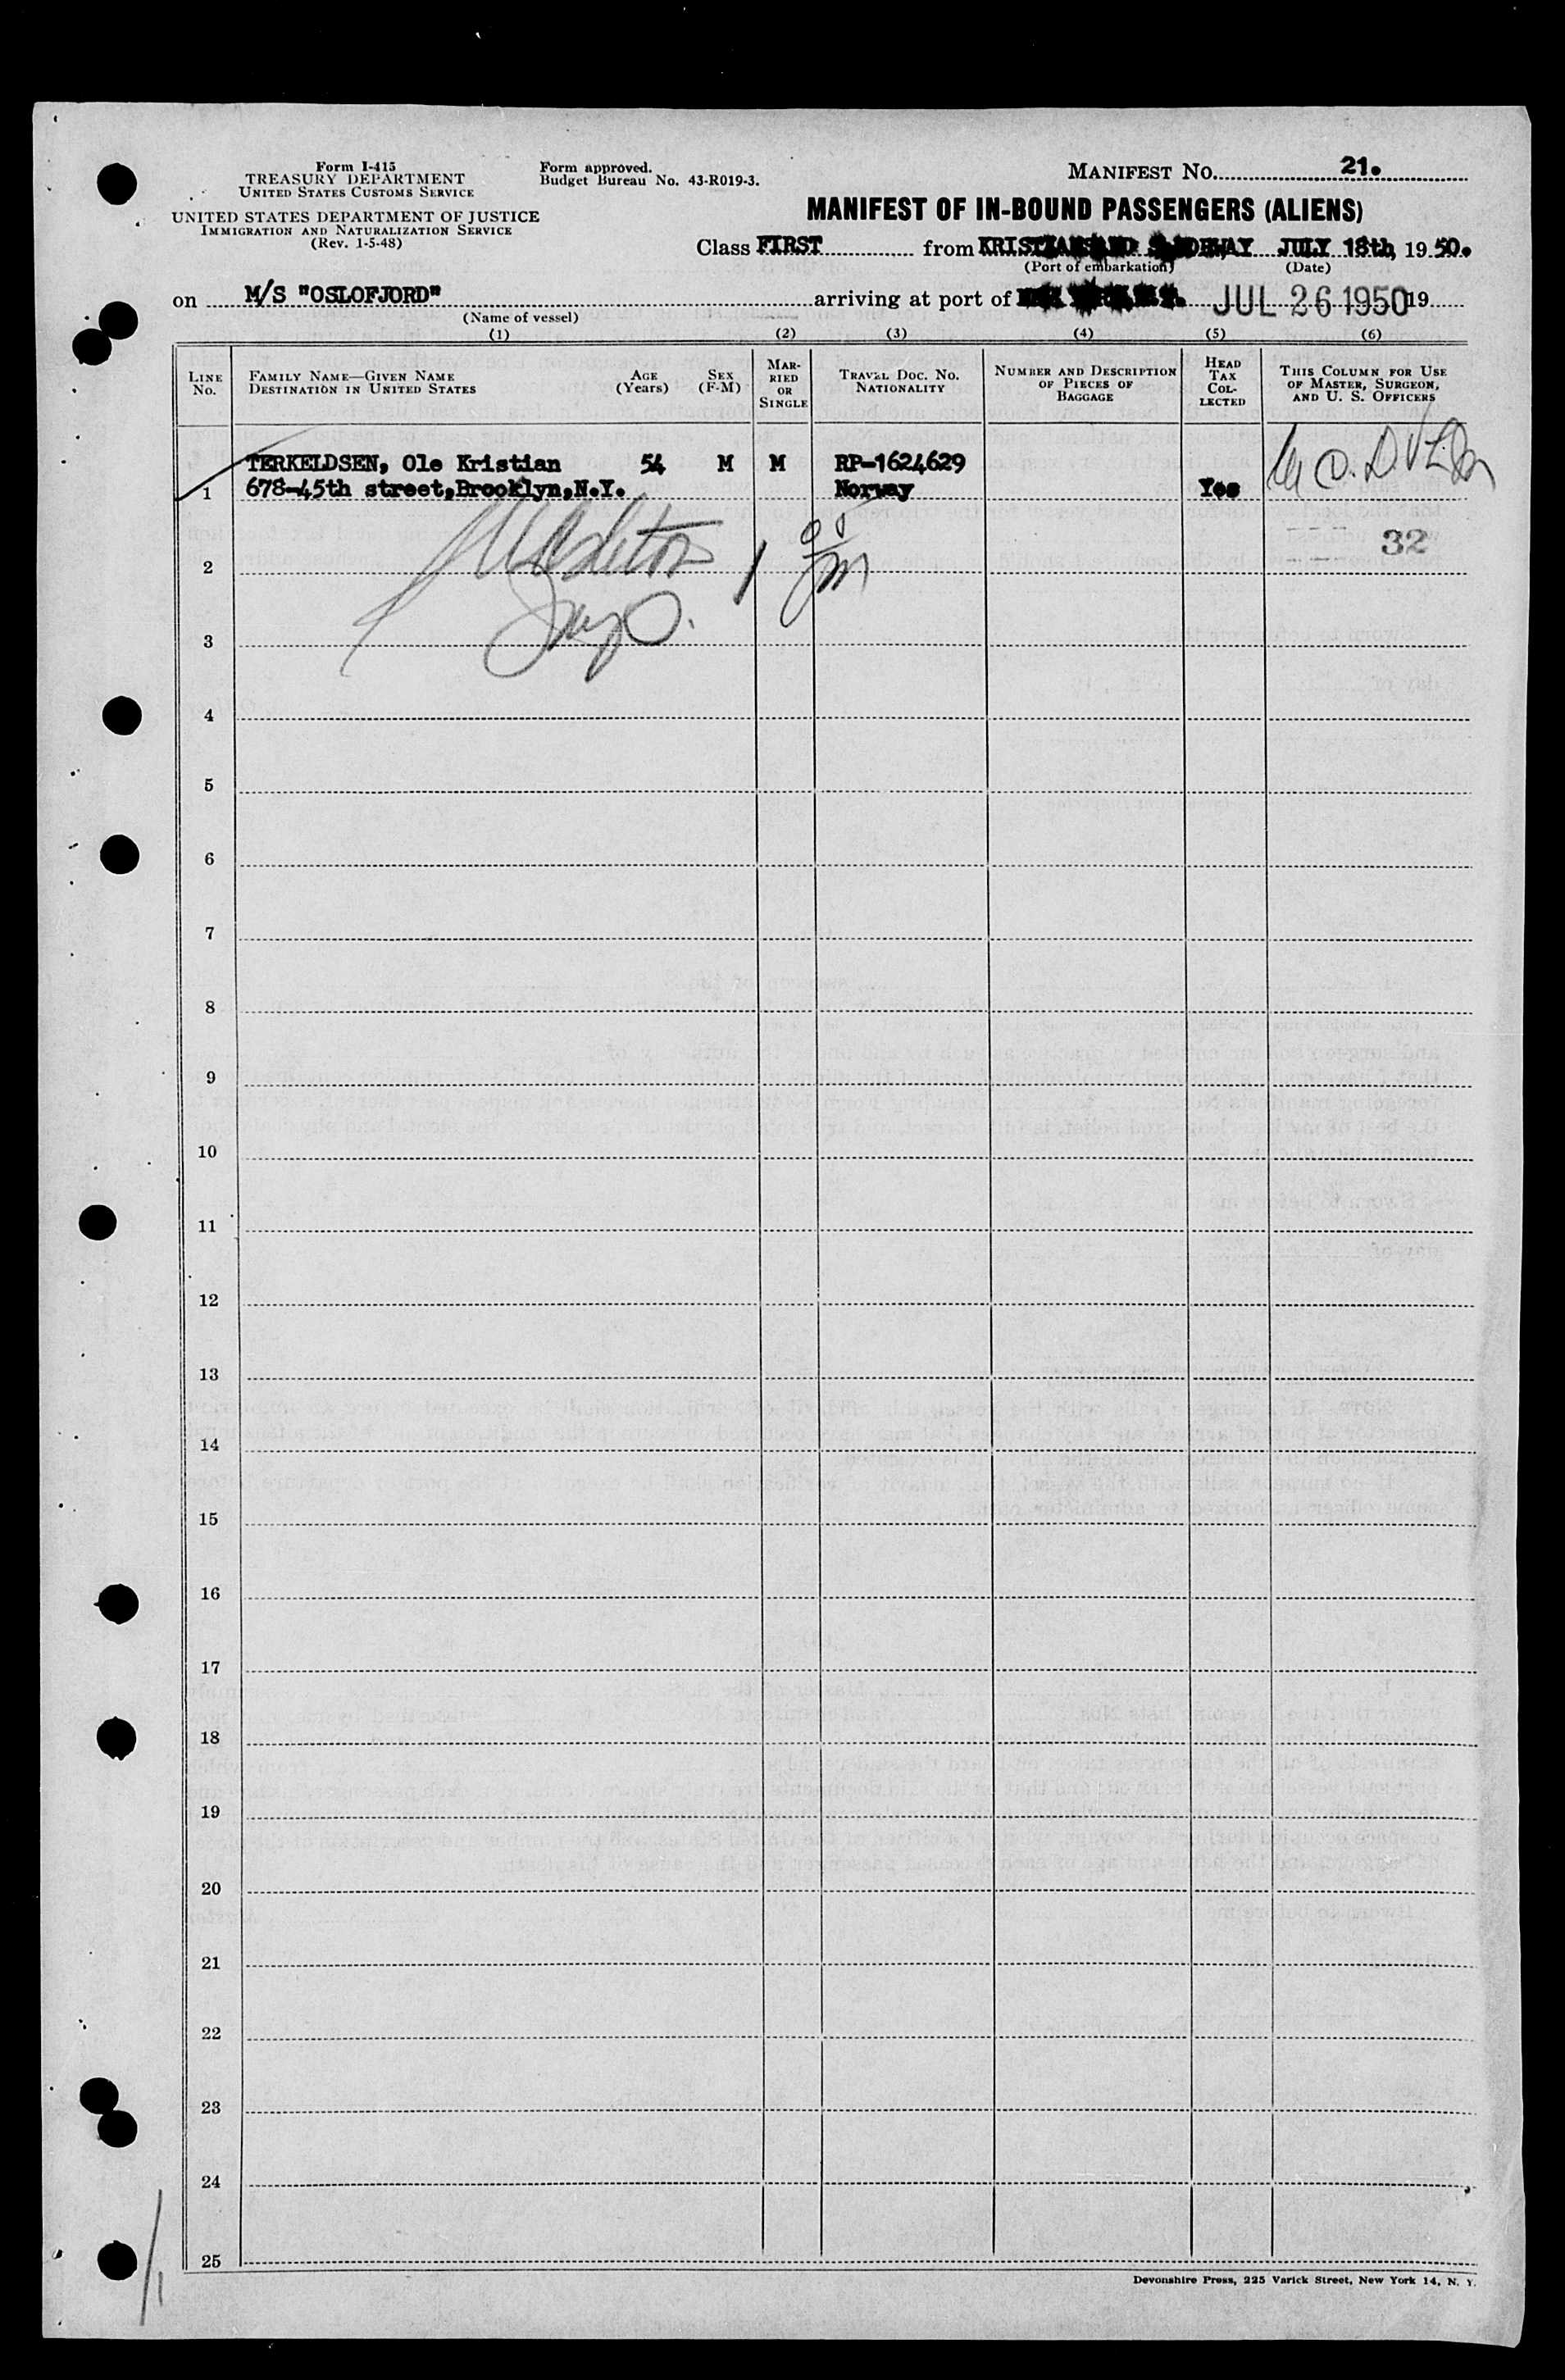 Form I-415
TREASURY DEPARTMENT
UNITED STATES CUSTOMS SERVICE
UNITED STATES DEPARTMENT OF JUSTICE
IMMIGRATION AND NATURALIZATION SERVICE
(Rev. 1-5-48)
Form approved.
Budget Bureau No. 43-R019-3.
MANIFEST NO. 21.
MANIFEST OF IN-BOUND PASSENGERS (ALIENS)
Class FIRST from KRISTIANSAND S. NORWAY JULY 18th, 1950.
(Port of embarkation) (Date)
on M/S "OSLOFJORD" arriving at port of JUL 26 1950 19
(Name of vessel)
(1) (2) (3) (4) (5) (6)
LINE NO.
FAMILY NAME—GIVEN NAME
DESTINATION IN UNITED STATES
AGE
(Years)
SEX
(F-M)
MAR-
RIED
OR
SINGLE
TRAVEL DOC. NO.
NATIONALITY
NUMBER AND DESCRIPTION
OF PIECES OF
BAGGAGE
HEAD
TAX
COL-
LECTED
THIS COLUMN FOR USE
OF MASTER, SURGEON,
AND U. S. OFFICERS
TERKELDSEN, Ole Kristian 54 M M RP-1624629
1 678-45th street,Brooklyn,N.Y. Norway Yes
32
2
3
4
5
6
7
8
9
10
11
12
13
14
15
16
17
18
19
20
21
22
23
24
25
Devonshire Press, 225 Varick Street, New York 14, N. Y.